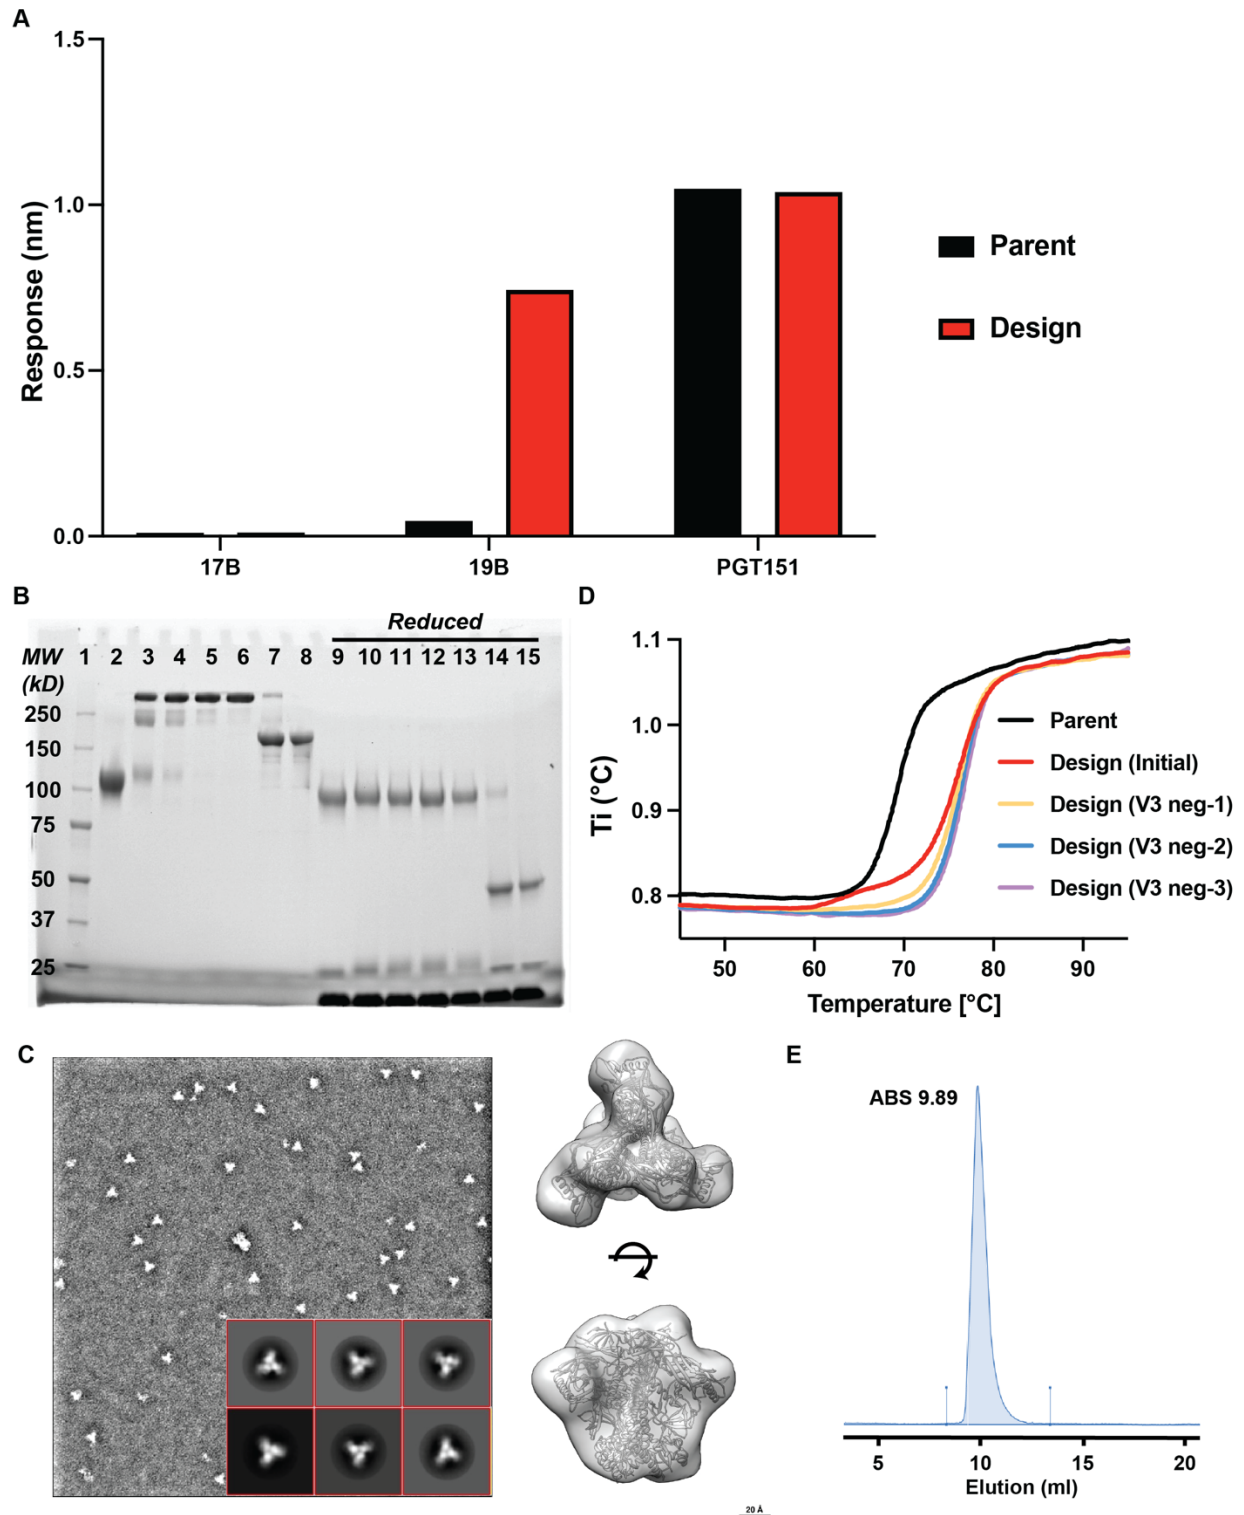 A
1.5
1.0
0.5
0.0
Response (nm)
17B
19B
PGT151
Parent
Design
B
Reduced
MW
(kD)
1 2 3 4 5 6 7 8 9 10 11 12 13 14 15
250
150
100
75
50
37
25
D
1.1
1.0
0.9
0.8
Ti (°C)
50
60
70
80
90
Temperature [°C]
Parent
Design (Initial)
Design (V3 neg-1)
Design (V3 neg-2)
Design (V3 neg-3)
C
20 Å
E
ABS 9.89
5
10
15
20
Elution (ml)